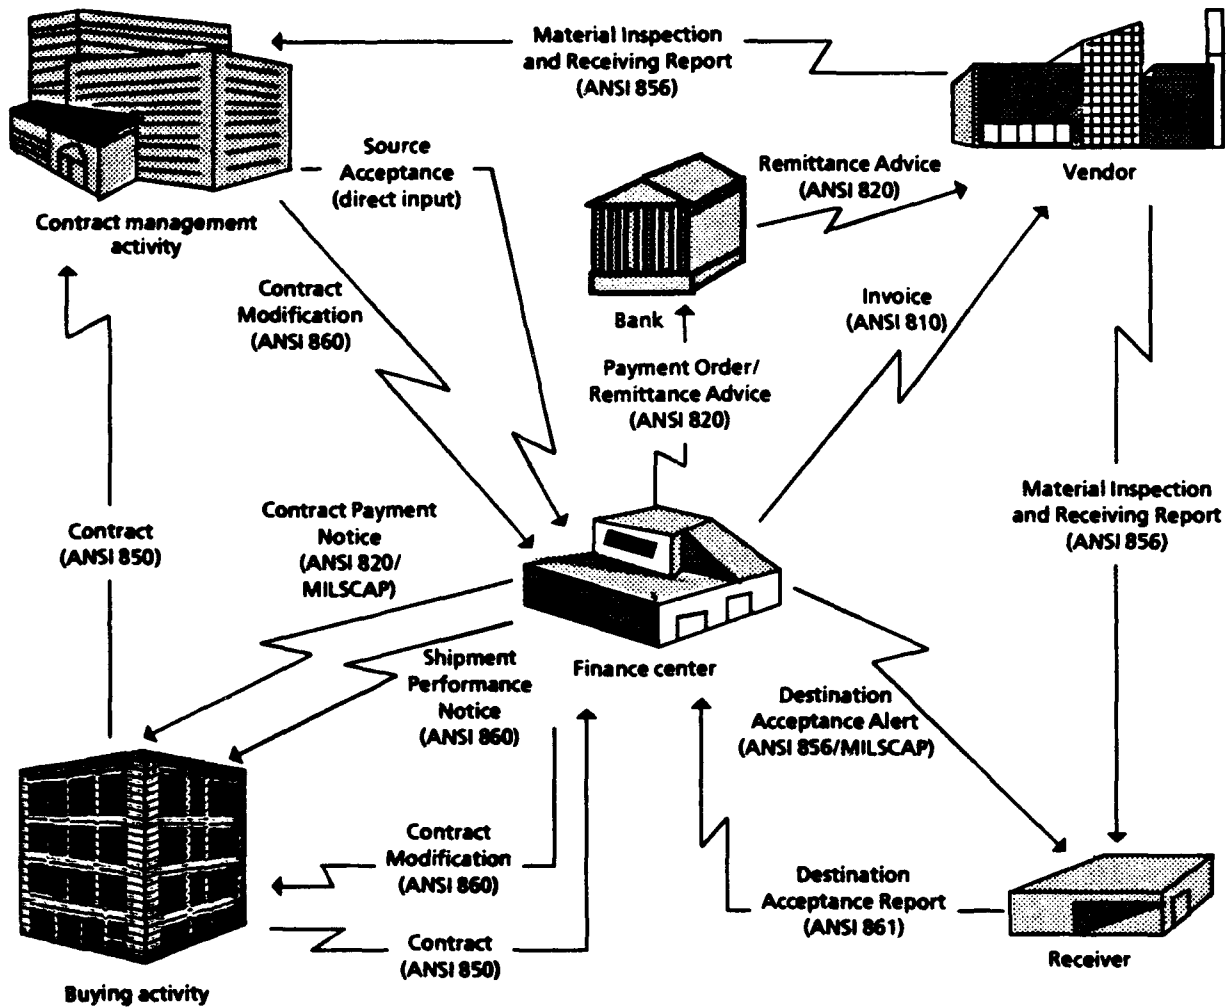 Material Inspection
and Receiving Report
(ANSI 856)
Vendor
Source
Acceptance
(direct input)
Remittance Advice
(ANSI 820)
Contract management
activity
Contract
Modification
(ANSI 860)
Bank
Invoice
(ANSI 810)
Payment Order/
Remittance Advice
(ANSI 820)
Contract
(ANSI 850)
Contract Payment
Notice
(ANSI 820/
MILSCAP)
Material Inspection
and Receiving Report
(ANSI 856)
Finance center
Shipment
Performance
Notice
(ANSI 860)
Destination
Acceptance Alert
(ANSI 856/MILSCAP)
Contract
Modification
(ANSI 860)
Destination
Acceptance Report
(ANSI 861)
Contract
(ANSI 850)
Receiver
Buying activity